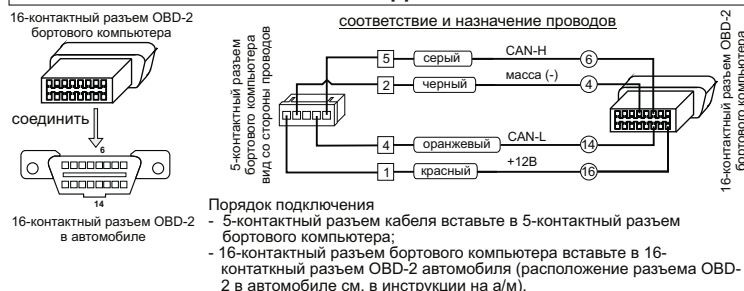 16-контактный разъем OBD-2
бортового компьютера
соединить
6
14
16-контактный разъем OBD-2
в автомобиле
соответствие и назначение проводов
5-контактный разъем
бортового компьютера
вид со стороны проводов
5 серый CAN-H 6
2 черный масса (-) 4
4 оранжевый CAN-L 14
1 красный +12В 16
16-контактный разъем OBD-2
бортового компьютера
Порядок подключения
- 5-контактный разъем кабеля вставьте в 5-контактный разъем
бортового компьютера;
- 16-контактный разъем бортового компьютера вставьте в 16-
контаткный разъем OBD-2 автомобиля (расположение разъема OBD-
2 в автомобиле см. в инструкции на а/м).